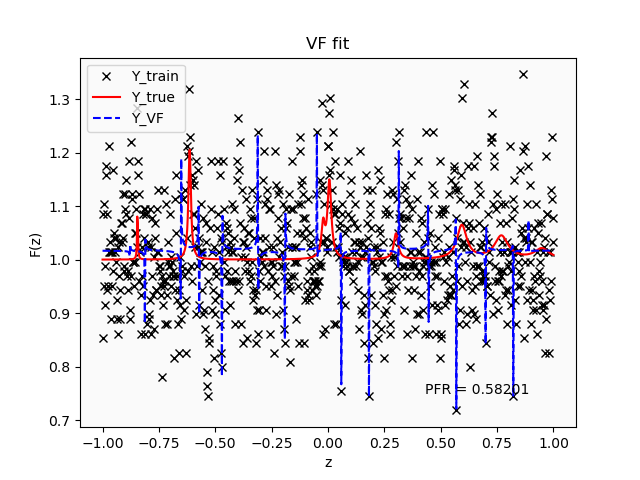 VF fit
Y_train
Y_true
Y_VF
F(z)
1.3
1.2
1.1
1.0
0.9
0.8
0.7
PFR = 0.58201
−1.00 −0.75 −0.50 −0.25 0.00 0.25 0.50 0.75 1.00
z